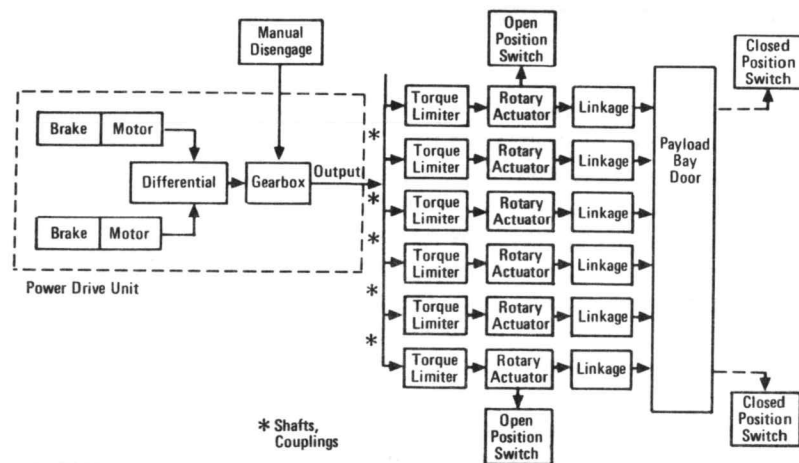 Manual
Disengage
Open
Position
Switch
Closed
Position
Switch
Brake
Motor
Differential
Gearbox
Output
Brake
Motor
Power Drive Unit
*
*
*
*
*
Torque
Limiter
Rotary
Actuator
Linkage
Torque
Limiter
Rotary
Actuator
Linkage
Torque
Limiter
Rotary
Actuator
Linkage
Torque
Limiter
Rotary
Actuator
Linkage
Torque
Limiter
Rotary
Actuator
Linkage
Torque
Limiter
Rotary
Actuator
Linkage
Payload
Bay
Door
* Shafts,
Couplings
Open
Position
Switch
Closed
Position
Switch